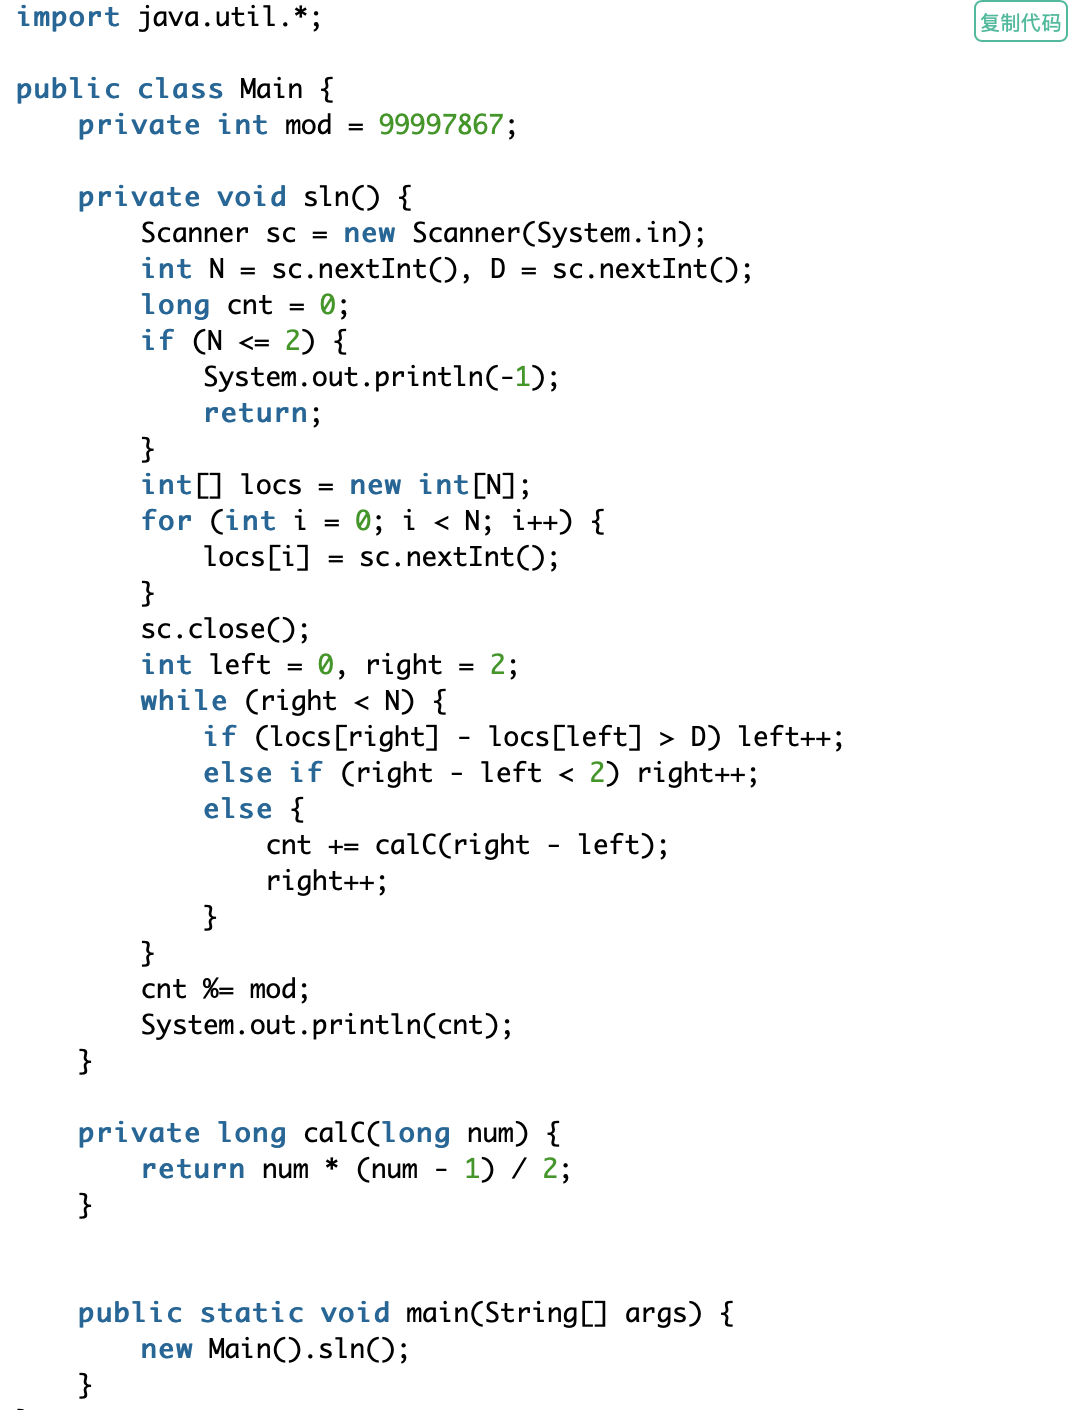 import java.util.*;
复制代码
public class Main {
    private int mod = 99997867;

    private void sln() {
        Scanner sc = new Scanner(System.in);
        int N = sc.nextInt(), D = sc.nextInt();
        long cnt = 0;
        if (N <= 2) {
            System.out.println(-1);
            return;
        }
        int[] locs = new int[N];
        for (int i = 0; i < N; i++) {
            locs[i] = sc.nextInt();
        }
        sc.close();
        int left = 0, right = 2;
        while (right < N) {
            if (locs[right] - locs[left] > D) left++;
            else if (right - left < 2) right++;
            else {
                cnt += calC(right - left);
                right++;
            }
        }
        cnt %= mod;
        System.out.println(cnt);
    }

    private long calC(long num) {
        return num * (num - 1) / 2;
    }


    public static void main(String[] args) {
        new Main().sln();
    }